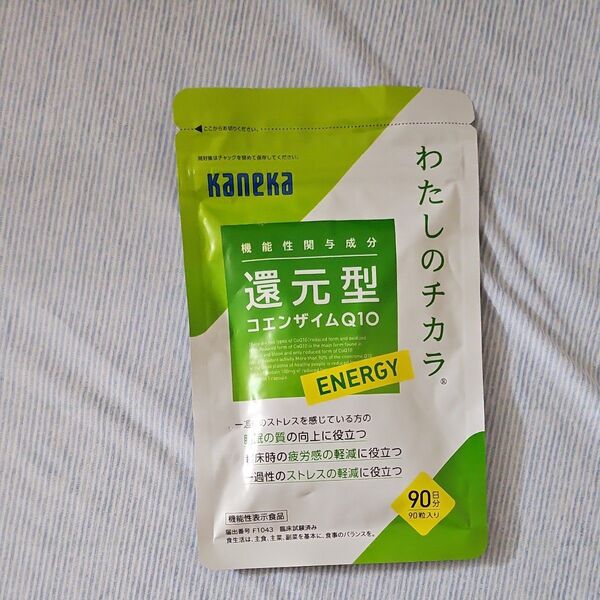 ここからお切りください。
開封後はチャックを閉めて保存してください。
Kaneka
わたしのチカラ®
機能性関与成分
還元型
コエンザイムQ10
ENERGY
一過性のストレスを感じている方の
睡眠の質の向上に役立つ
起床時の疲労感の軽減に役立つ
一過性のストレスの軽減に役立つ
90日分
90粒入り
機能性表示食品
届出番号 F1043 臨床試験済み
食生活は、主食、主菜、副菜を基本に、食事のバランスを。